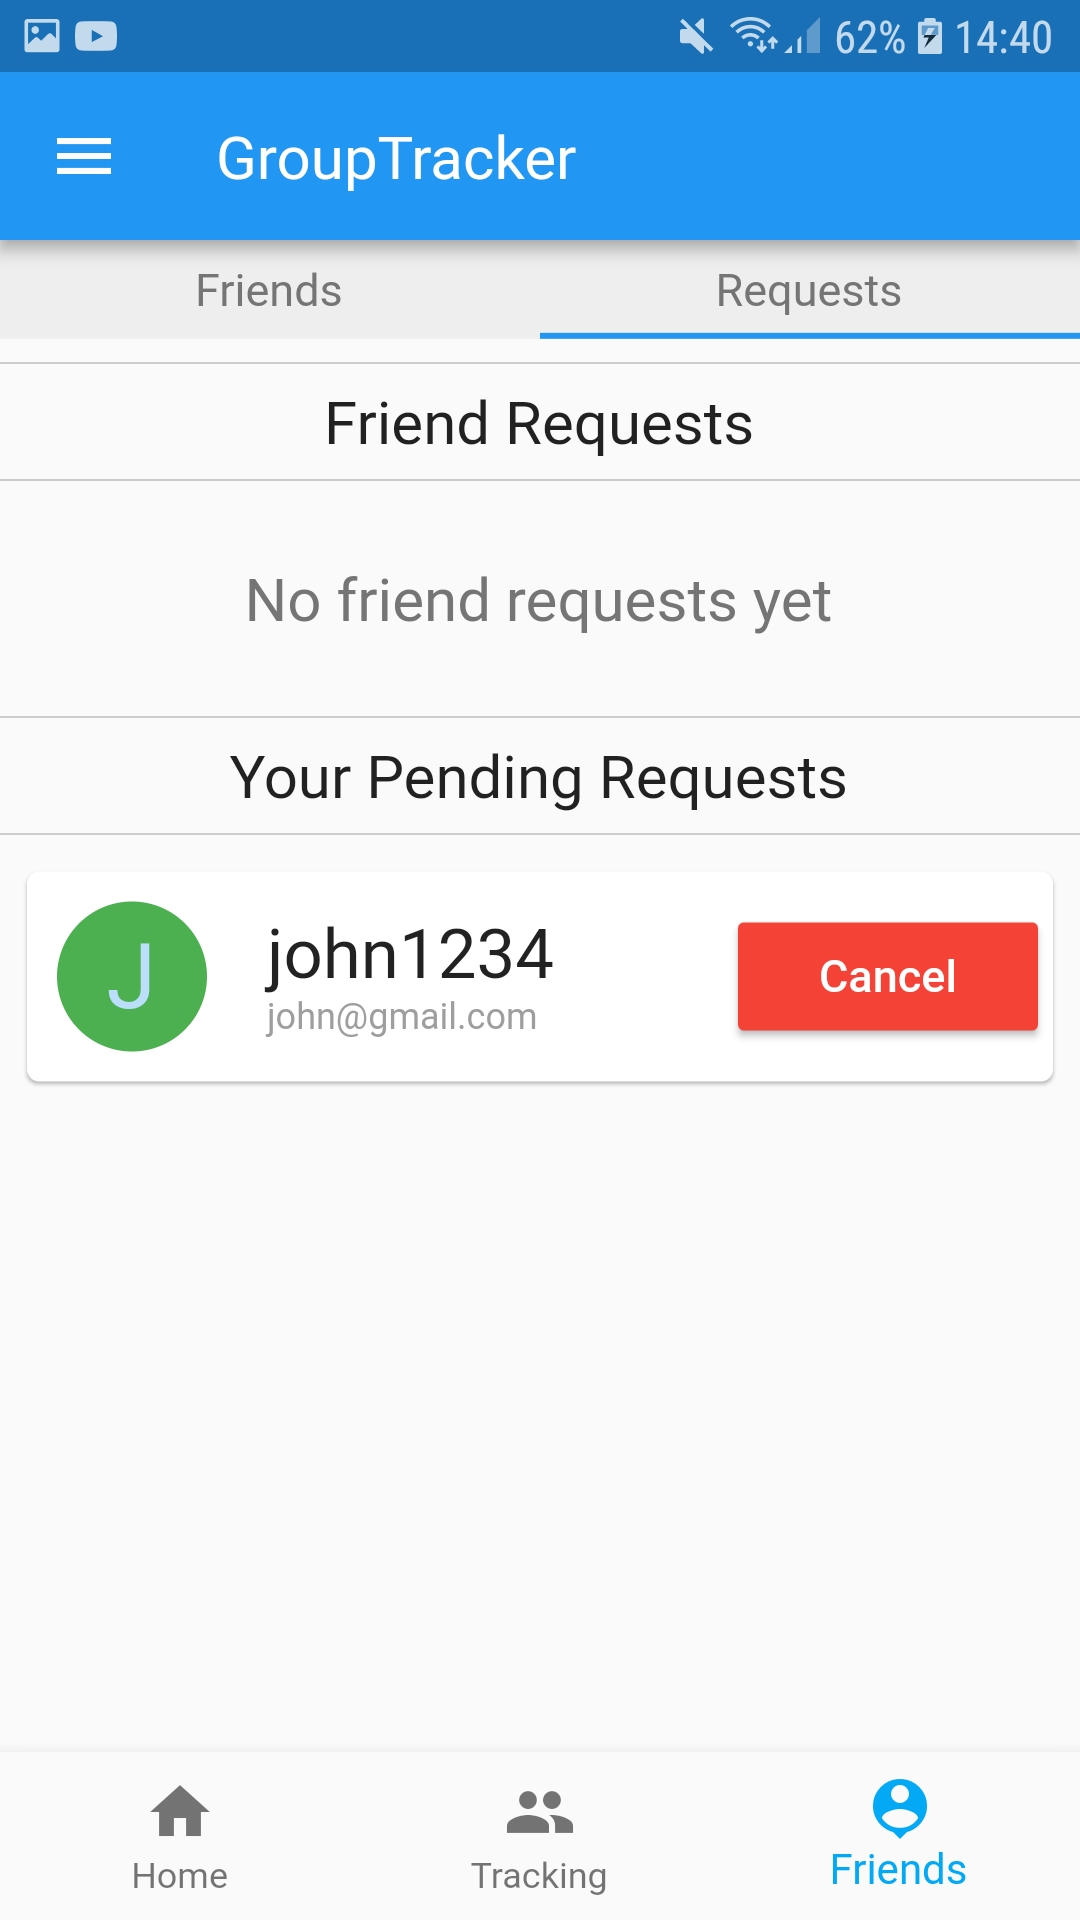 62% 14:40
GroupTracker
Friends Requests
Friend Requests
No friend requests yet
Your Pending Requests
J
john1234
john@gmail.com
Cancel
Home Tracking Friends